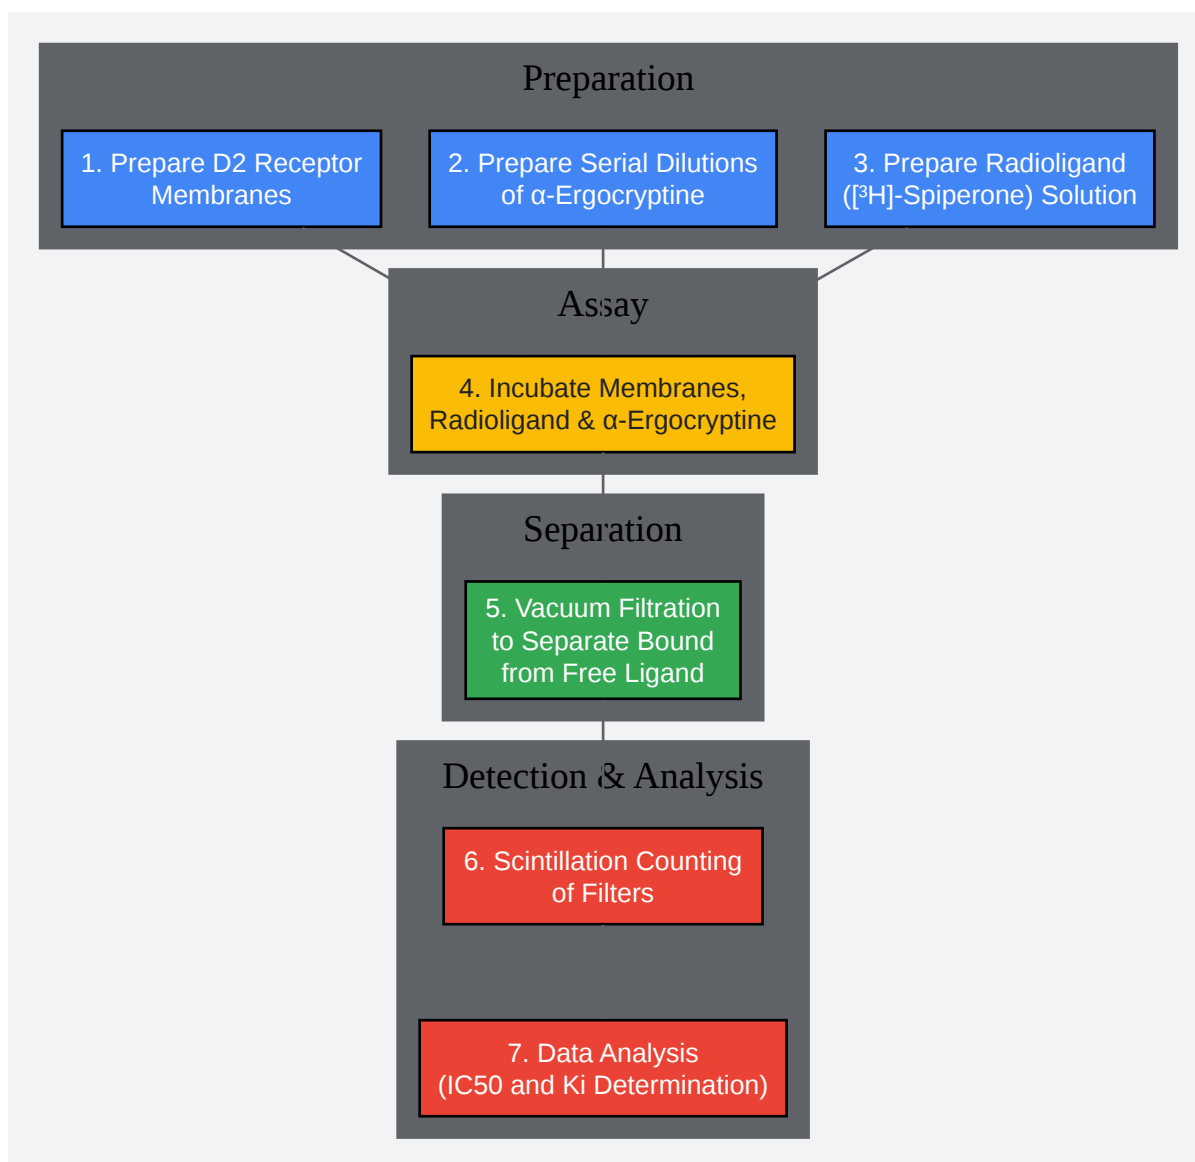 Preparation
1. Prepare D2 Receptor
Membranes
2. Prepare Serial Dilutions
of α-Ergocryptine
3. Prepare Radioligand
([³H]-Spiperone) Solution
Assay
4. Incubate Membranes,
Radioligand & α-Ergocryptine
Separation
5. Vacuum Filtration
to Separate Bound
from Free Ligand
Detection & Analysis
6. Scintillation Counting
of Filters
7. Data Analysis
(IC50 and Ki Determination)